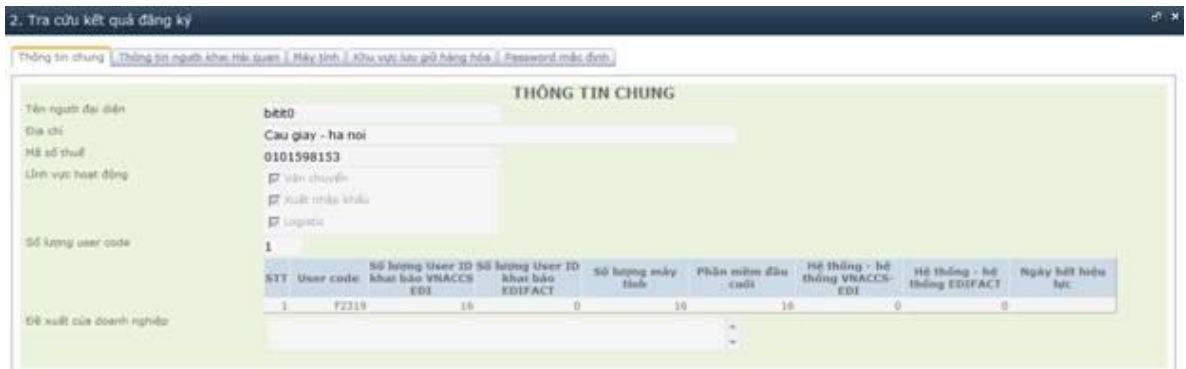 2. Tra cứu kết quả đăng ký
Thông tin chung Thông tin người khai Hải quan Máy tính Khu vực lưu giữ hàng hóa Password mặc định
THÔNG TIN CHUNG
Tên người đại diện
Địa chỉ Cau giay - ha noi
Mã số thuế 0101598153
Lĩnh vực hoạt động Vận chuyển
Xuất nhập khẩu
Logistic
Số lượng user code 1
STT User code Số lượng User ID khai báo VNACCS EDI Số lượng User ID khai báo EDIFACT Số lượng máy tính Phần mềm đầu cuối Hệ thống - hệ thống VNACCS-EDI Hệ thống - hệ thống EDIFACT Ngày hết hiệu lực
1 F2319 16 0 16 16 0 0
Đề xuất của doanh nghiệp